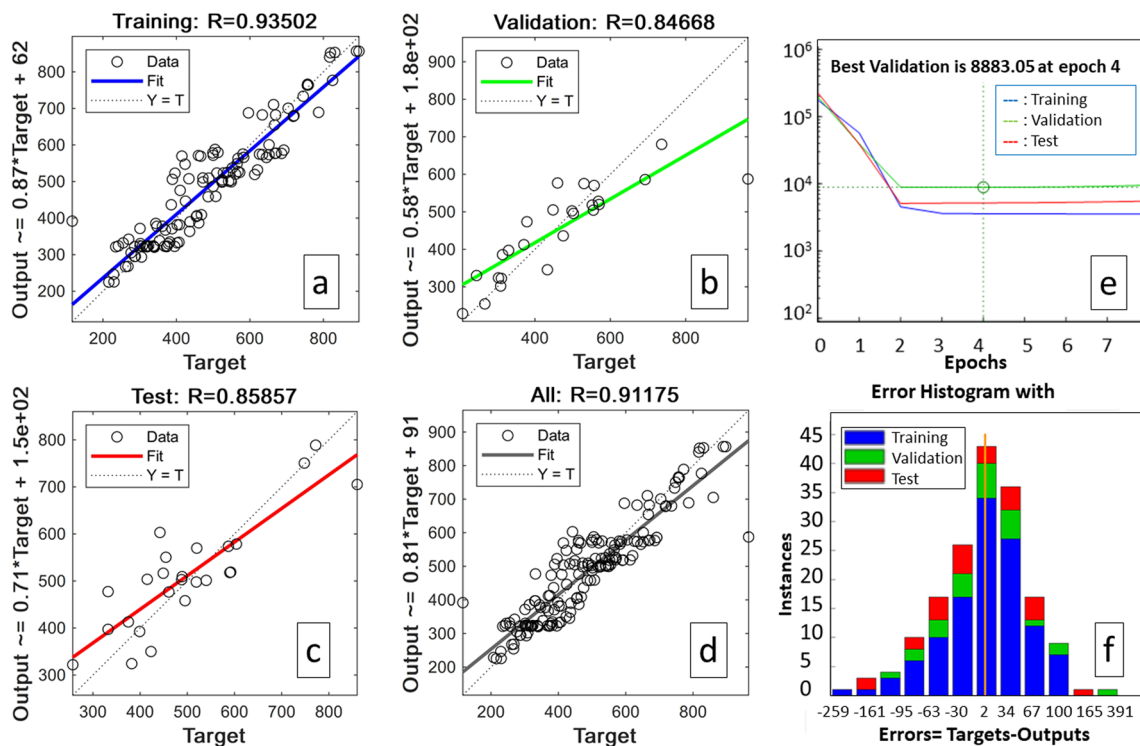 Training: R=0.93502
Output ~= 0.87*Target + 62
Data
Fit
Y = T
800
700
600
500
400
300
200
200
400
600
800
Target
a
Validation: R=0.84668
Output ~= 0.58*Target + 1.8e+02
Data
Fit
Y = T
900
800
700
600
500
400
300
400
600
800
Target
b
Best Validation is 8883.05 at epoch 4
: Training
: Validation
: Test
10^6
10^5
10^4
10^3
10^2
0
1
2
3
4
5
6
7
Epochs
e
Test: R=0.85857
Output ~= 0.71*Target + 1.5e+02
Data
Fit
Y = T
800
700
600
500
400
300
300
400
500
600
700
800
Target
c
All: R=0.91175
Output ~= 0.81*Target + 91
Data
Fit
Y = T
900
800
700
600
500
400
300
200
200
400
600
800
Target
d
Error Histogram with
Training
Validation
Test
45
40
35
30
25
20
15
10
5
0
Instances
-259
-161
-95
-63
-30
2
34
67
100
165
391
Errors= Targets-Outputs
f